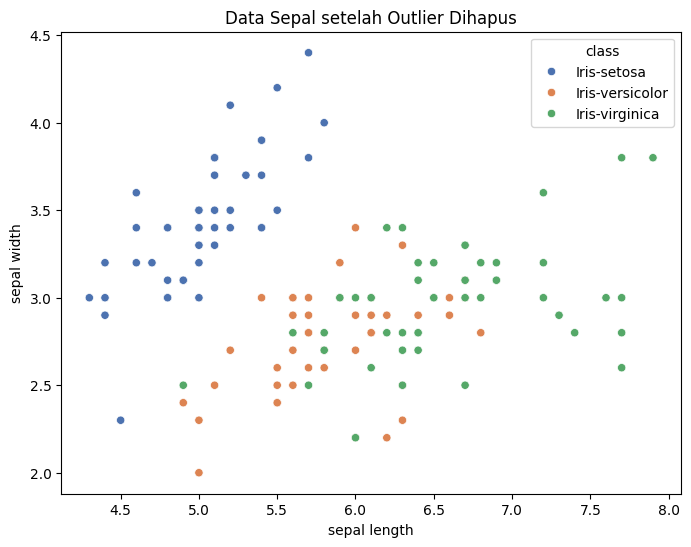 Data Sepal setelah Outlier Dihapus
class
Iris-setosa
Iris-versicolor
Iris-virginica
sepal width
4.5
4.0
3.5
3.0
2.5
2.0
4.5 5.0 5.5 6.0 6.5 7.0 7.5 8.0
sepal length